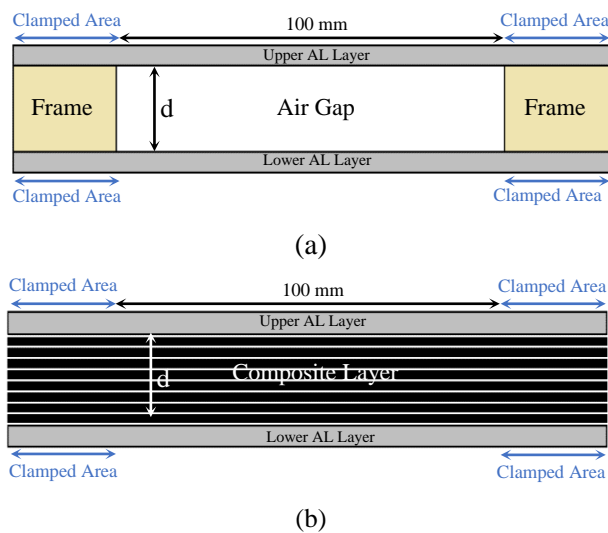 Clamped Area 100 mm Clamped Area
Upper AL Layer
Frame d Air Gap Frame
Lower AL Layer
Clamped Area Clamped Area
(a)
Clamped Area 100 mm Clamped Area
Upper AL Layer
Composite Layer
d
Lower AL Layer
Clamped Area Clamped Area
(b)